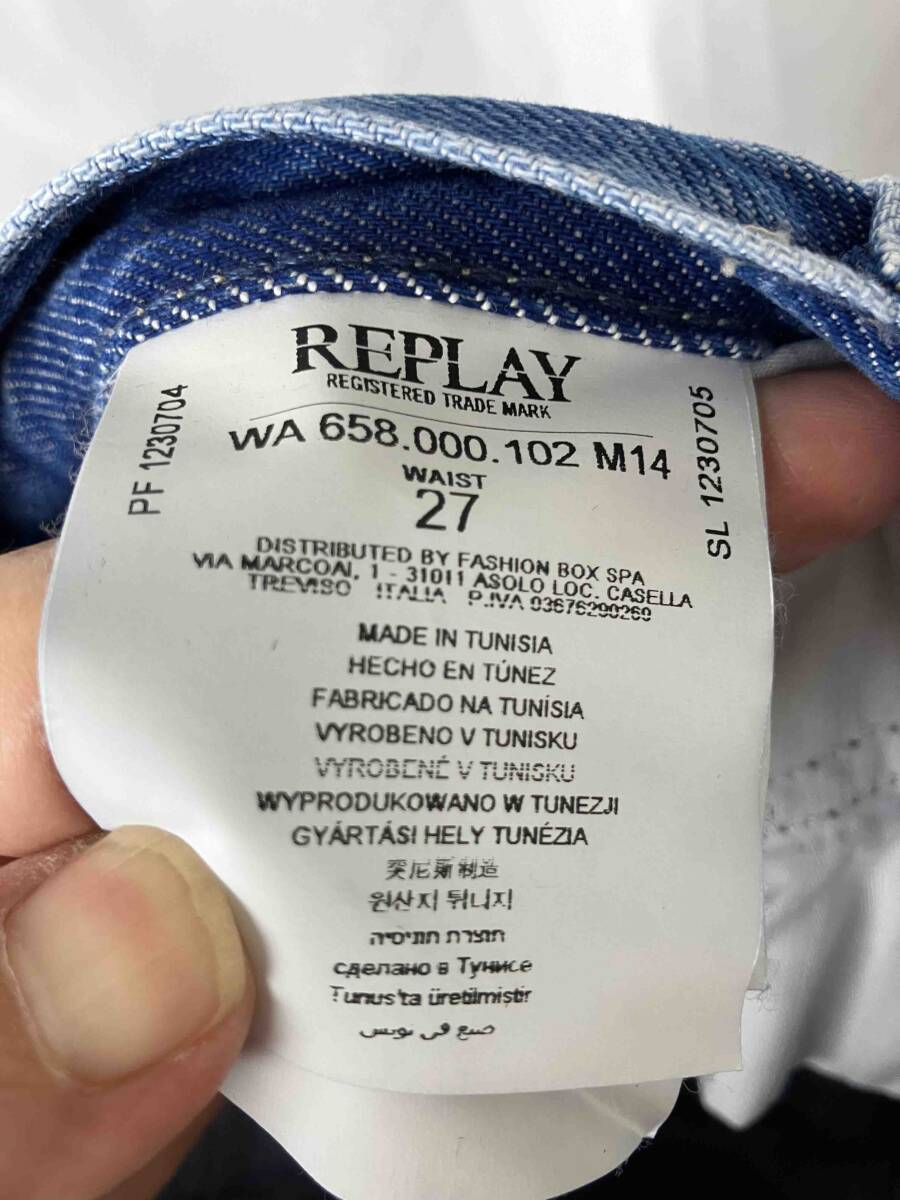 REPLAY
REGISTERED TRADE MARK
PF 1230704
WA 658.000.102 M14
SL 1230705
WAIST
27
DISTRIBUTED BY FASHION BOX SPA
VIA MARCONI, 1 - 31011 ASOLO LOC. CASELLA
TREVISO ITALIA P.IVA 03676290269
MADE IN TUNISIA
HECHO EN TÚNEZ
FABRICADO NA TUNÍSIA
VYROBENO V TUNISKU
VYROBENÉ V TUNISKU
WYPRODUKOWANO W TUNEZJI
GYÁRTÁSI HELY TUNÉZIA
突尼斯制造
원산지 튀니지
תוצרת תוניסיה
сделано в Тунисе
Tunus'ta üretilmiştir
صنع في تونس